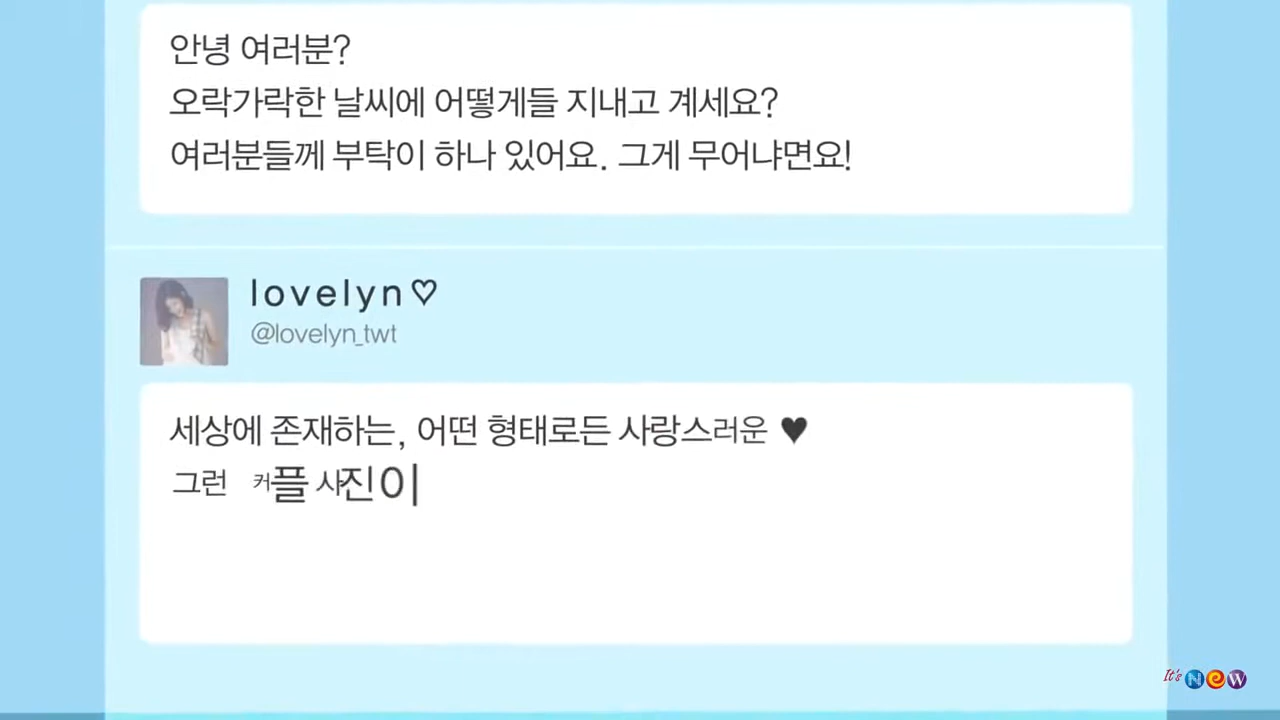 안녕 여러분?
오락가락한 날씨에 어떻게들 지내고 계세요?
여러분들께 부탁이 하나 있어요. 그게 무어냐면요!
lovelyn♡
@lovelyn_twt
세상에 존재하는, 어떤 형태로든 사랑스러운 ♥
그런 커플 사진이
It's NeW